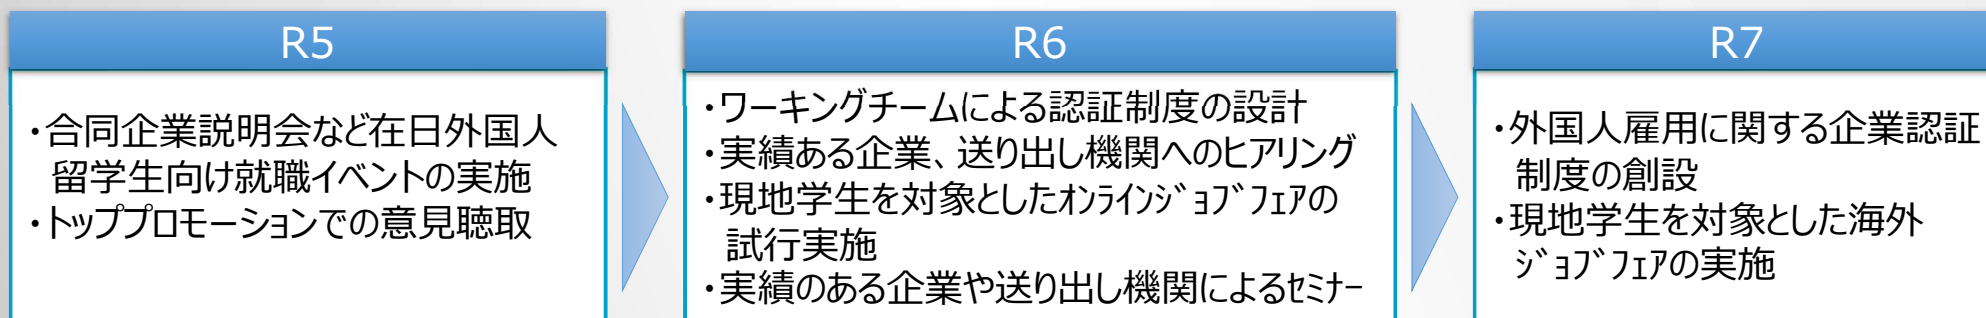 R5
・合同企業説明会など在日外国人
留学生向け就職イベントの実施
・トッププロモーションでの意見聴取
R6
・ワーキングチームによる認証制度の設計
・実績ある企業、送り出し機関へのヒアリング
・現地学生を対象としたｵﾝﾗｲﾝｼﾞｮﾌﾞﾌｪｱの
試行実施
・実績のある企業や送り出し機関によるｾﾐﾅｰ
R7
・外国人雇用に関する企業認証
制度の創設
・現地学生を対象とした海外
ｼﾞｮﾌﾞﾌｪｱの実施